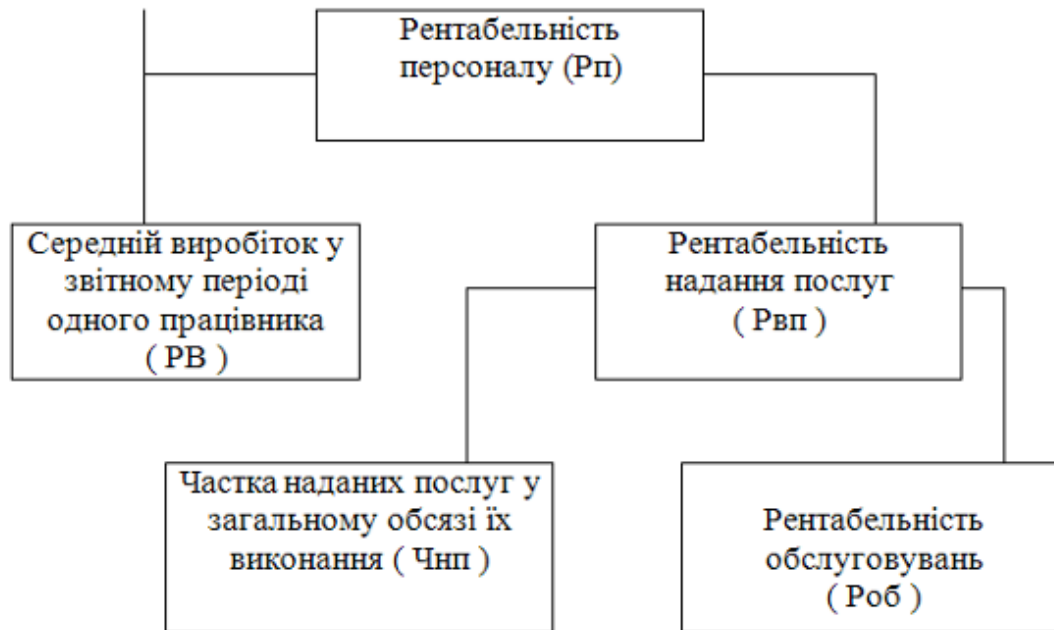 Рентабельність
персоналу (Рп)
Середній виробіток у
звітному періоді
одного працівника
( РВ )
Рентабельність
надання послуг
( Рвп )
Частка наданих послуг у
загальному обсязі їх
виконання ( Чнп )
Рентабельність
обслуговувань
( Роб )